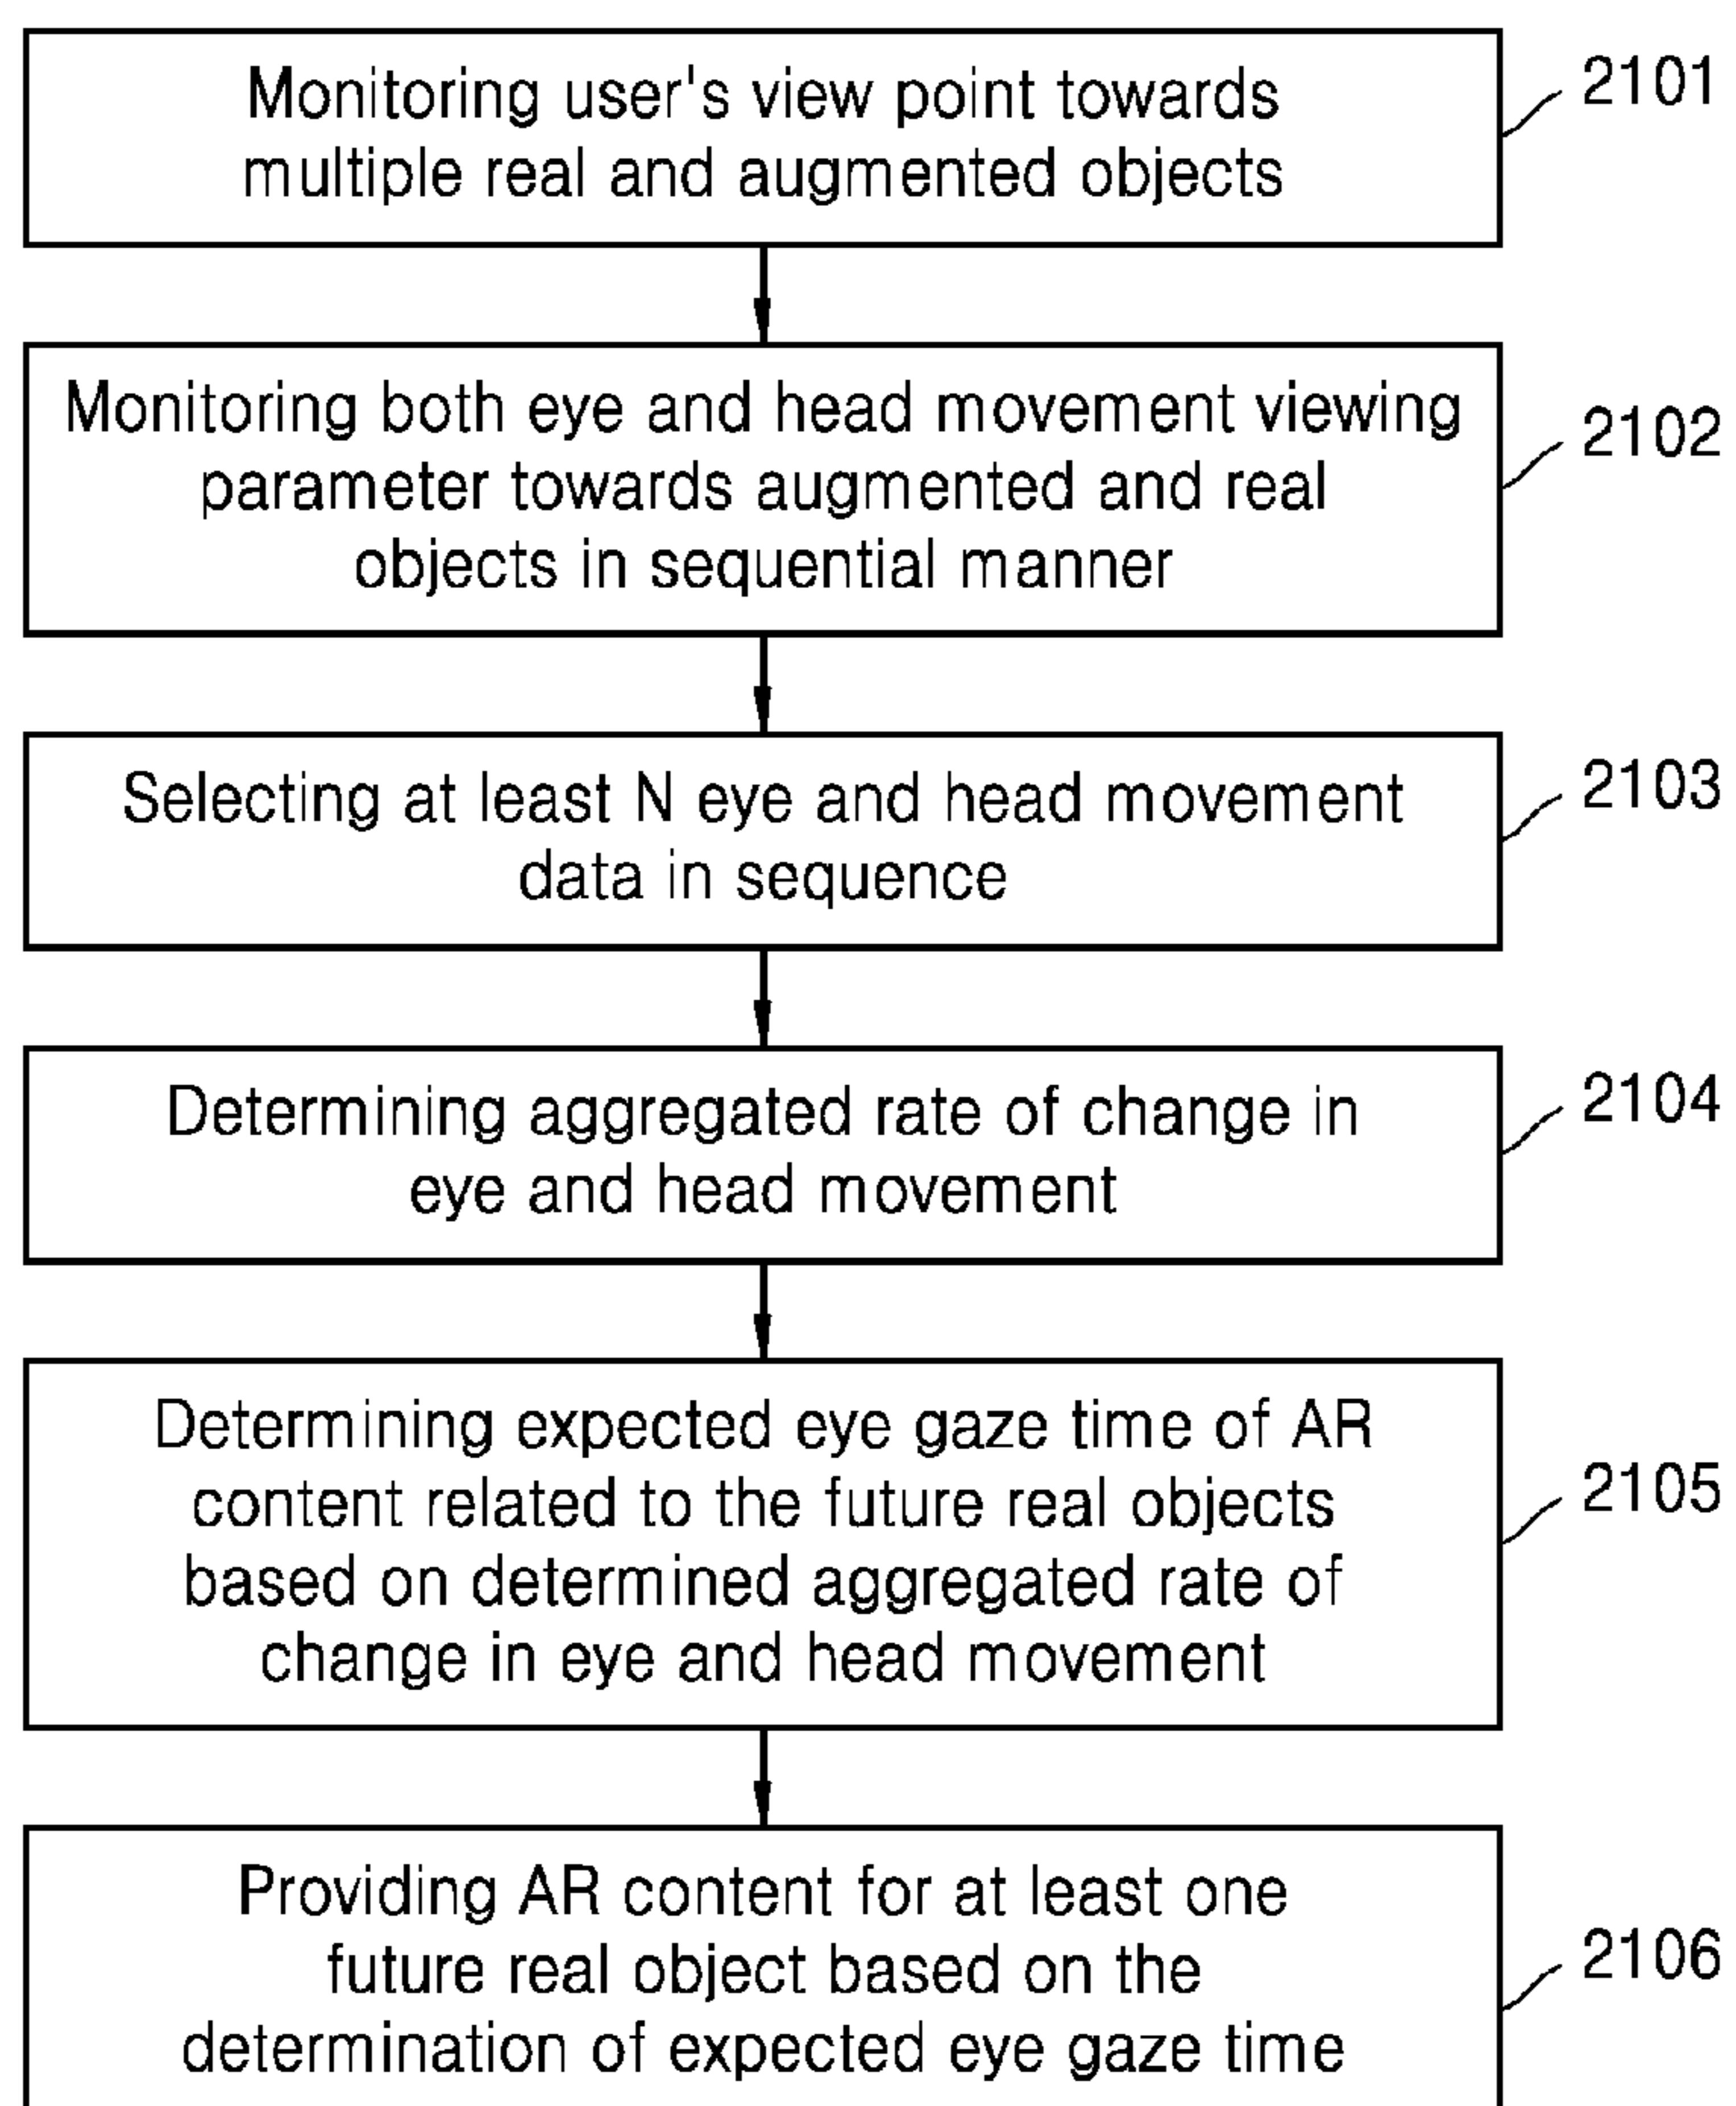 Monitoring user's view point towards
multiple real and augmented objects
2101
Monitoring both eye and head movement viewing
parameter towards augmented and real
objects in sequential manner
2102
Selecting at least N eye and head movement
data in sequence
2103
Determining aggregated rate of change in
eye and head movement
2104
Determining expected eye gaze time of AR
content related to the future real objects
based on determined aggregated rate of
change in eye and head movement
2105
Providing AR content for at least one
future real object based on the
determination of expected eye gaze time
2106